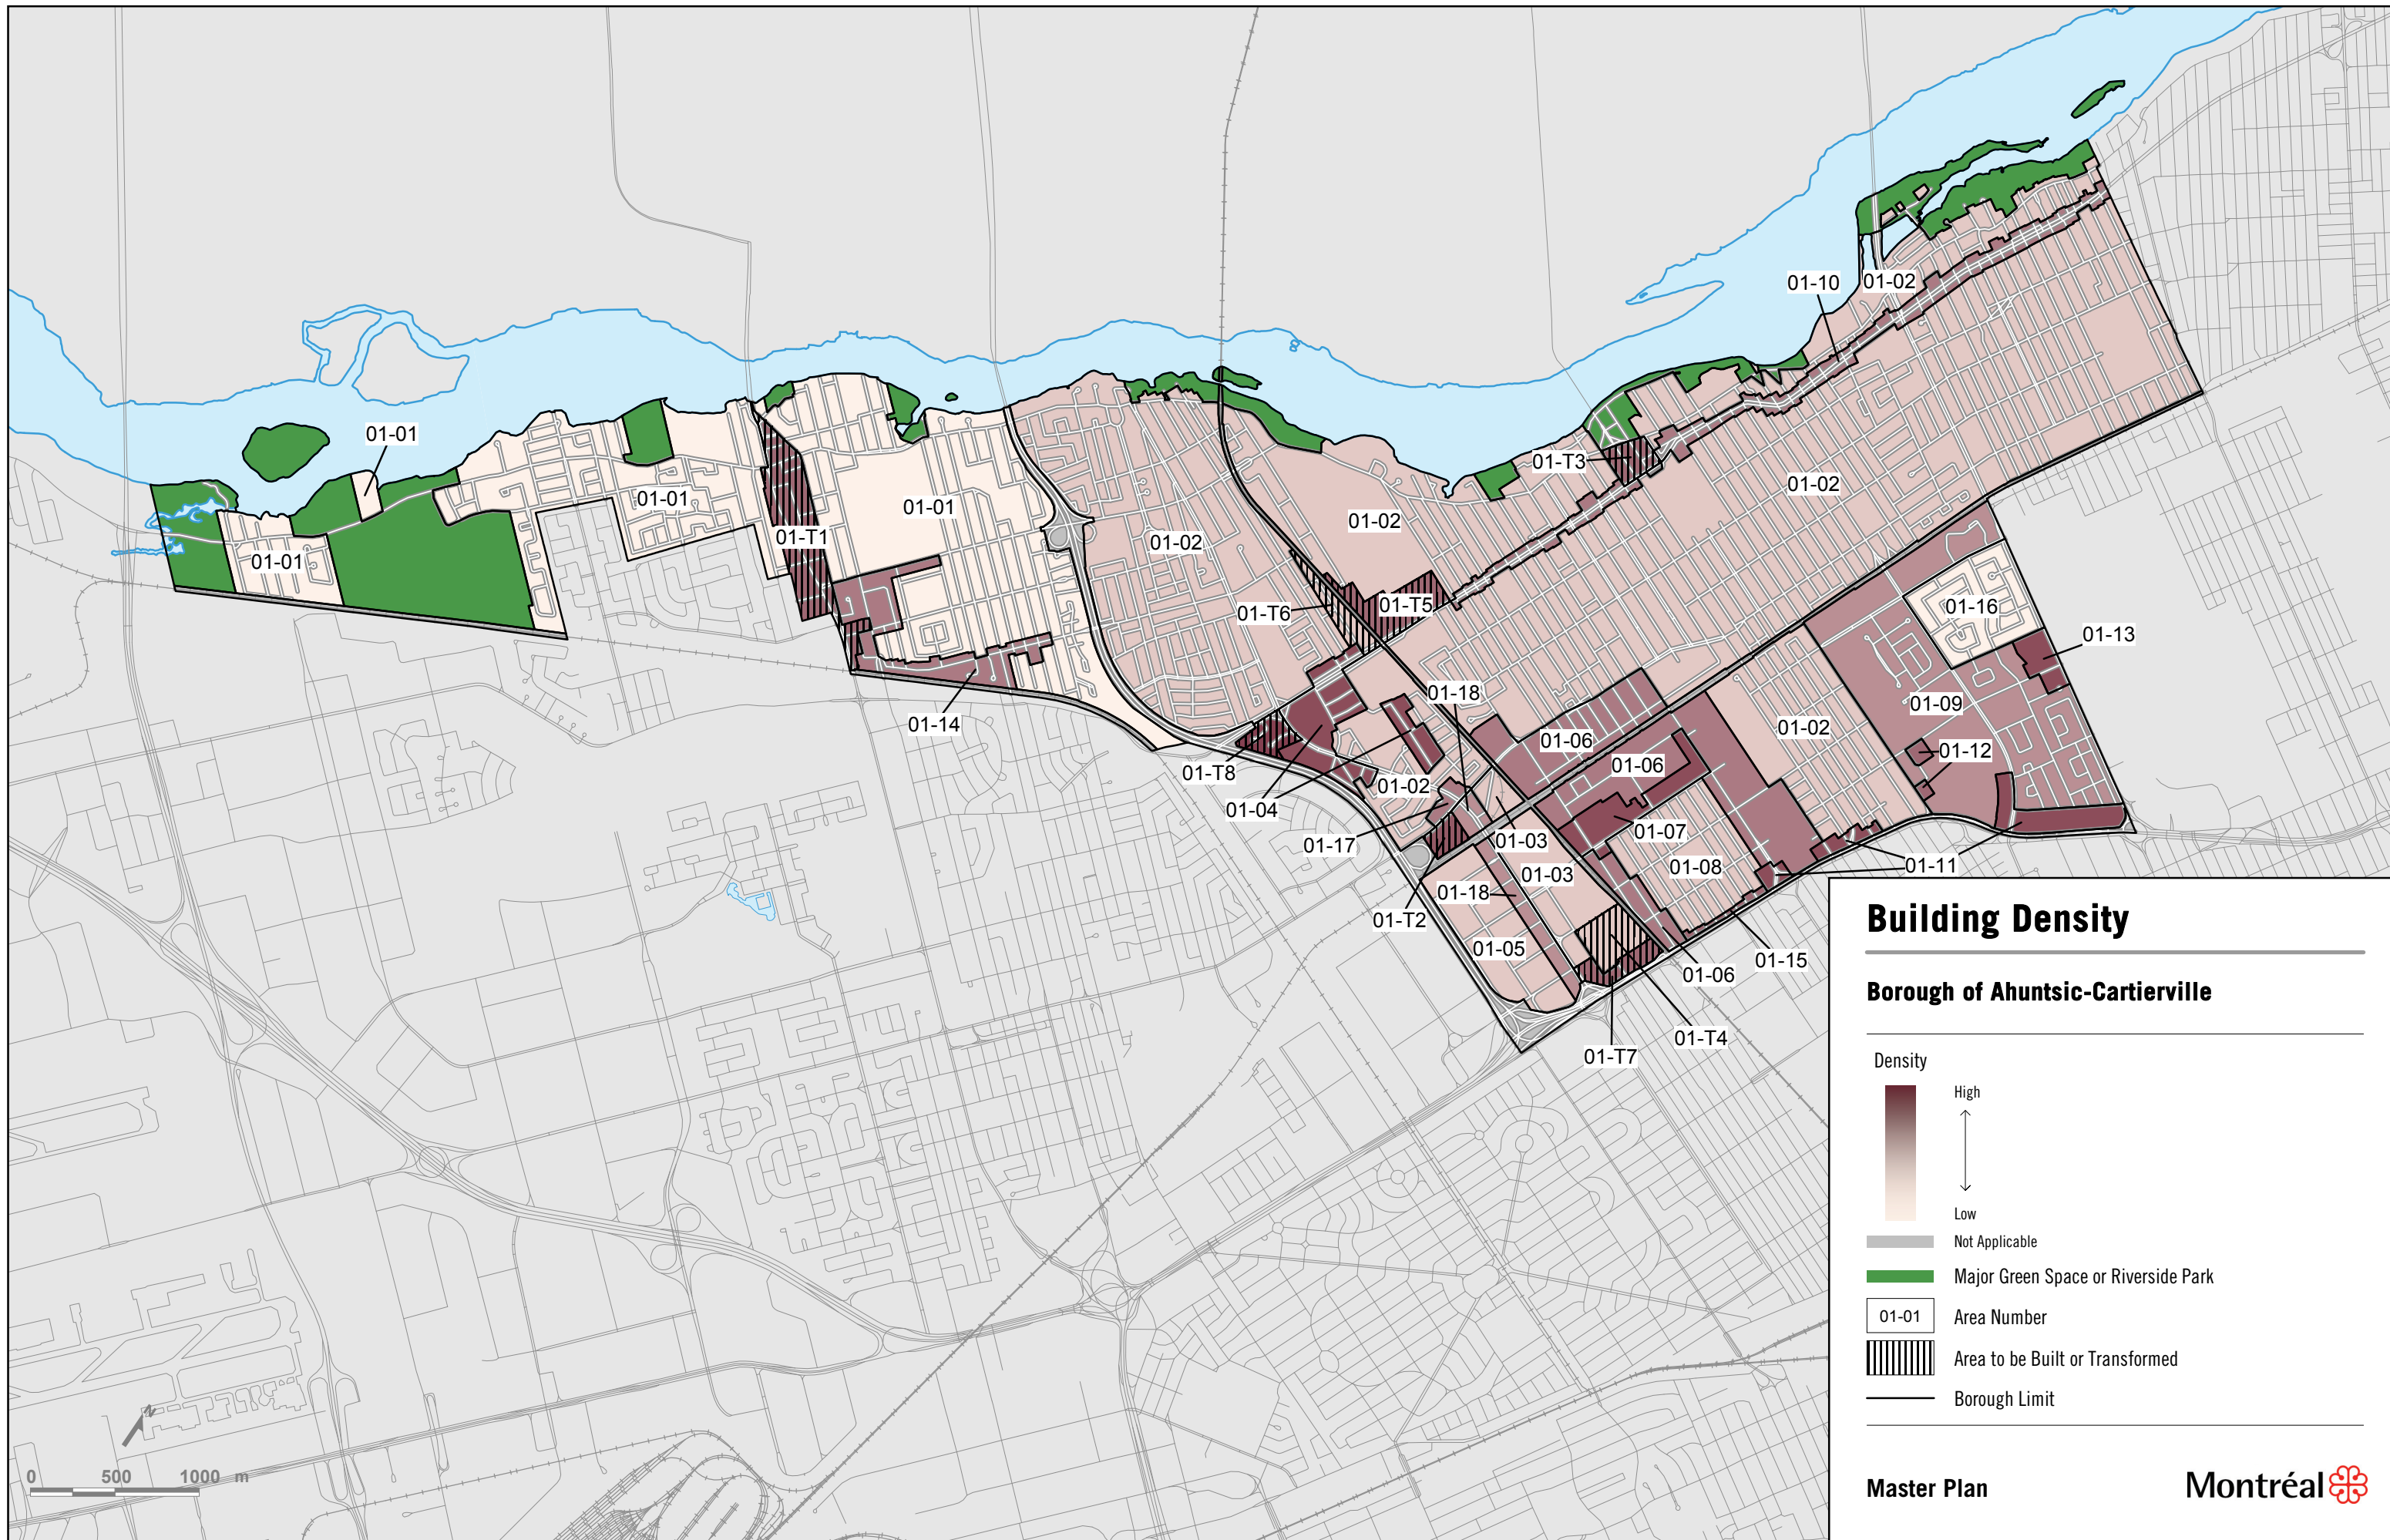 01-10
01-02
01-01
01-T3
01-02
01-01
01-01
01-02
01-T1
01-02
01-01
01-T6
01-T5
01-16
01-13
01-18
01-09
01-14
01-02
01-06
01-12
01-06
01-T8
01-02
01-04
01-07
01-03
01-17
01-11
01-08
01-03
01-18
01-T2
01-05
01-15
01-06
01-T4
01-T7
Building Density
Borough of Ahuntsic-Cartierville
Density
High
Low
Not Applicable
Major Green Space or Riverside Park
01-01 Area Number
Area to be Built or Transformed
Borough Limit
N
0 500 1000 m
Master Plan
Montréal